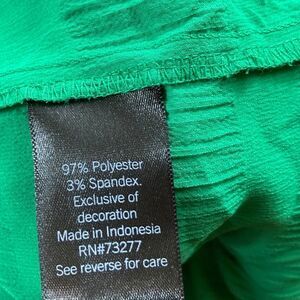 97% Polyester
3% Spandex.
Exclusive of
decoration
Made in Indonesia
RN#73277
See reverse for care